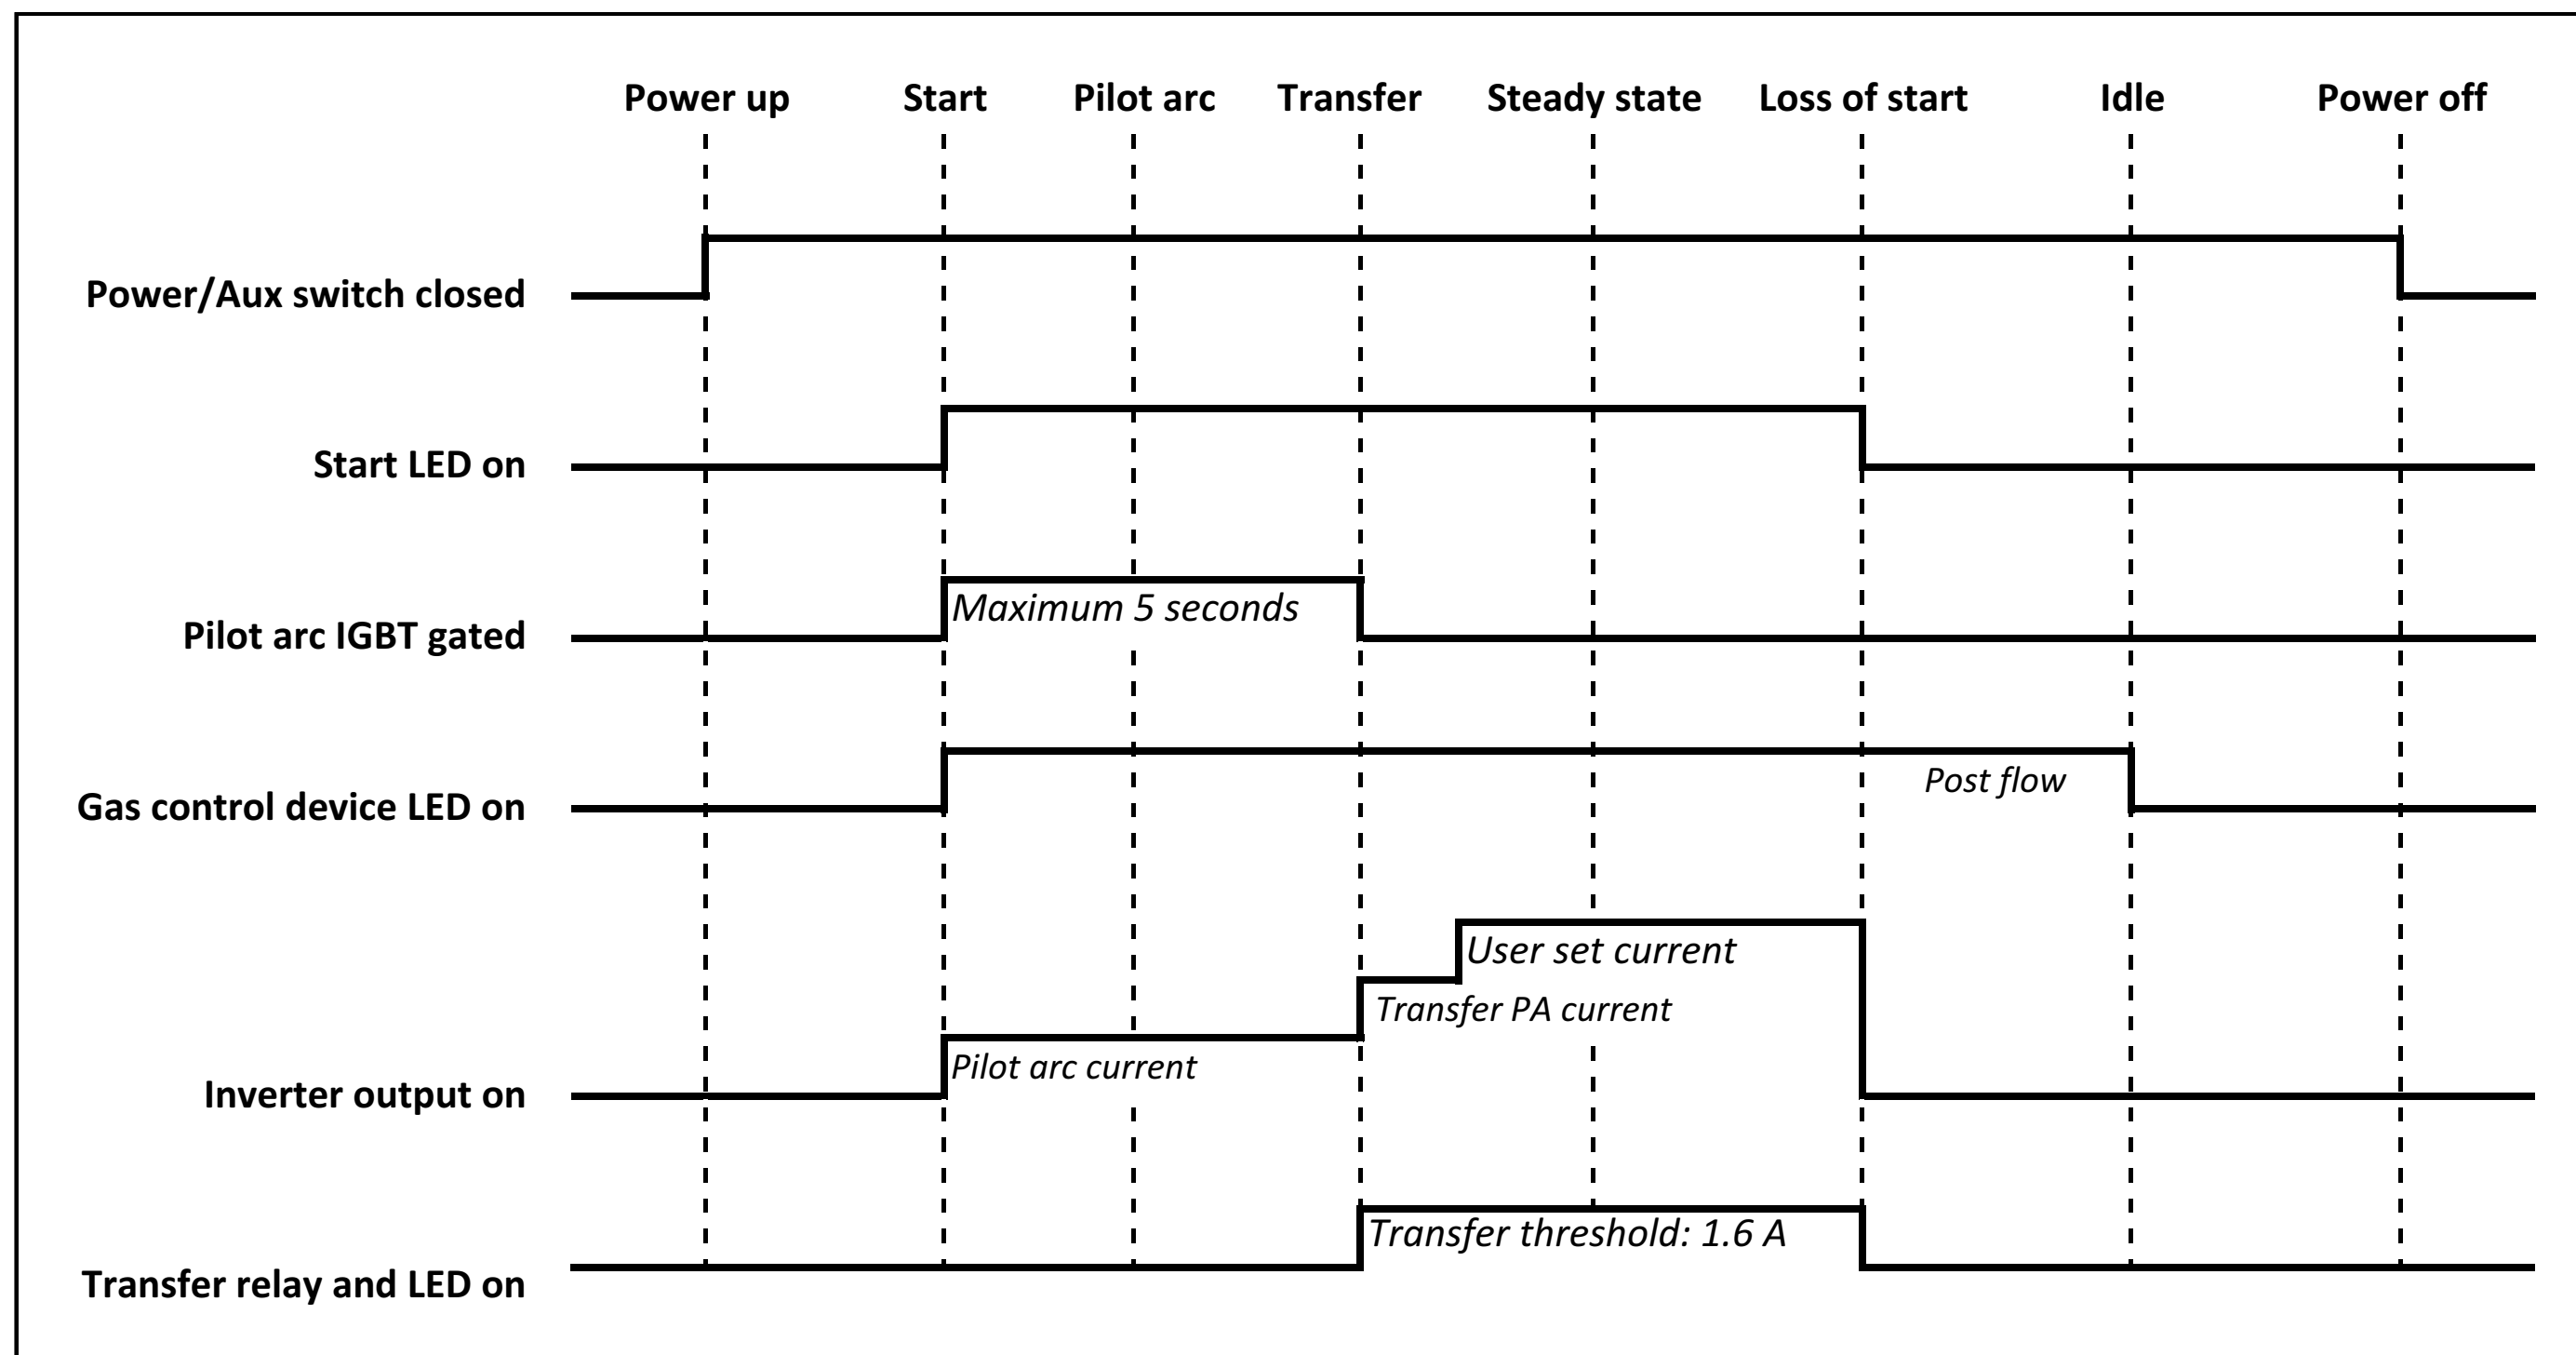 Power up Start Pilot arc Transfer Steady state Loss of start Idle Power off
Power/Aux switch closed
Start LED on
Maximum 5 seconds
Pilot arc IGBT gated
Post flow
Gas control device LED on
User set current
Transfer PA current
Pilot arc current
Inverter output on
Transfer threshold: 1.6 A
Transfer relay and LED on